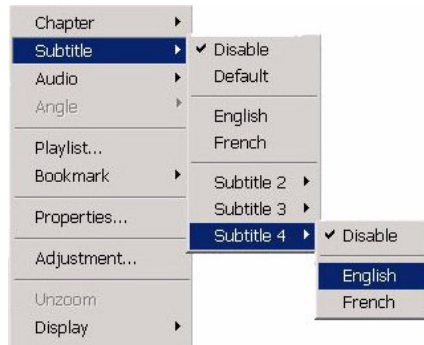 Chapter
Subtitle
Audio
Angle
Playlist...
Bookmark
Properties...
Adjustment...
Unzoom
Display
Disable
Default
English
French
Subtitle 2
Subtitle 3
Subtitle 4
Disable
English
French